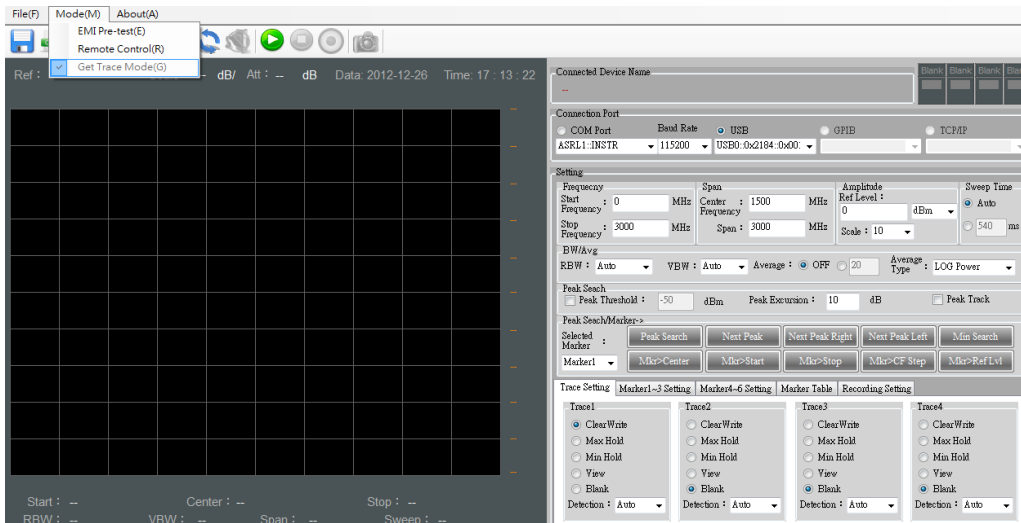 File(F) Mode(M) About(A)
EMI Pre-test(E)
Remote Control(R)
Get Trace Mode(G)
Ref : -- dB/ Att : -- dB Data: 2012-12-26 Time: 17 : 13 : 22
Connected Device Name
--
Blank Blank Blank
Connection Port
COM Port Baud Rate USB GPIB TCP/IP
ASRL1::INSTR 115200 USB0::0x2184::0x00:
Setting
Frequecny Span Amplitude Sweep Time
Start Frequency : 0 MHz Center Frequency : 1500 MHz Ref Level : 0 dBm Auto
Stop Frequency : 3000 MHz Span : 3000 MHz Scale : 10 540 ms
BW/Avg
RBW : Auto VBW : Auto Average : OFF 20 Average Type : LOG Power
Peak Seach
Peak Threshold : -50 dBm Peak Excursion : 10 dB Peak Track
Peak Seach/Marker->
Selected Marker : Peak Search Next Peak Next Peak Right Next Peak Left Min Search
Marker1 Mkr>Center Mkr>Start Mkr>Stop Mkr>CF Step Mkr>Ref Lvl
Trace Setting Marker1~3 Setting Marker4~6 Setting Marker Table Recording Setting
Trace1 Trace2 Trace3 Trace4
ClearWrite ClearWrite ClearWrite ClearWrite
Max Hold Max Hold Max Hold Max Hold
Min Hold Min Hold Min Hold Min Hold
View View View View
Blank Blank Blank Blank
Detection : Auto Detection : Auto Detection : Auto Detection : Auto
Start : -- Center : -- Stop : --
RBW : -- VBW : -- Span : -- Sweep : --